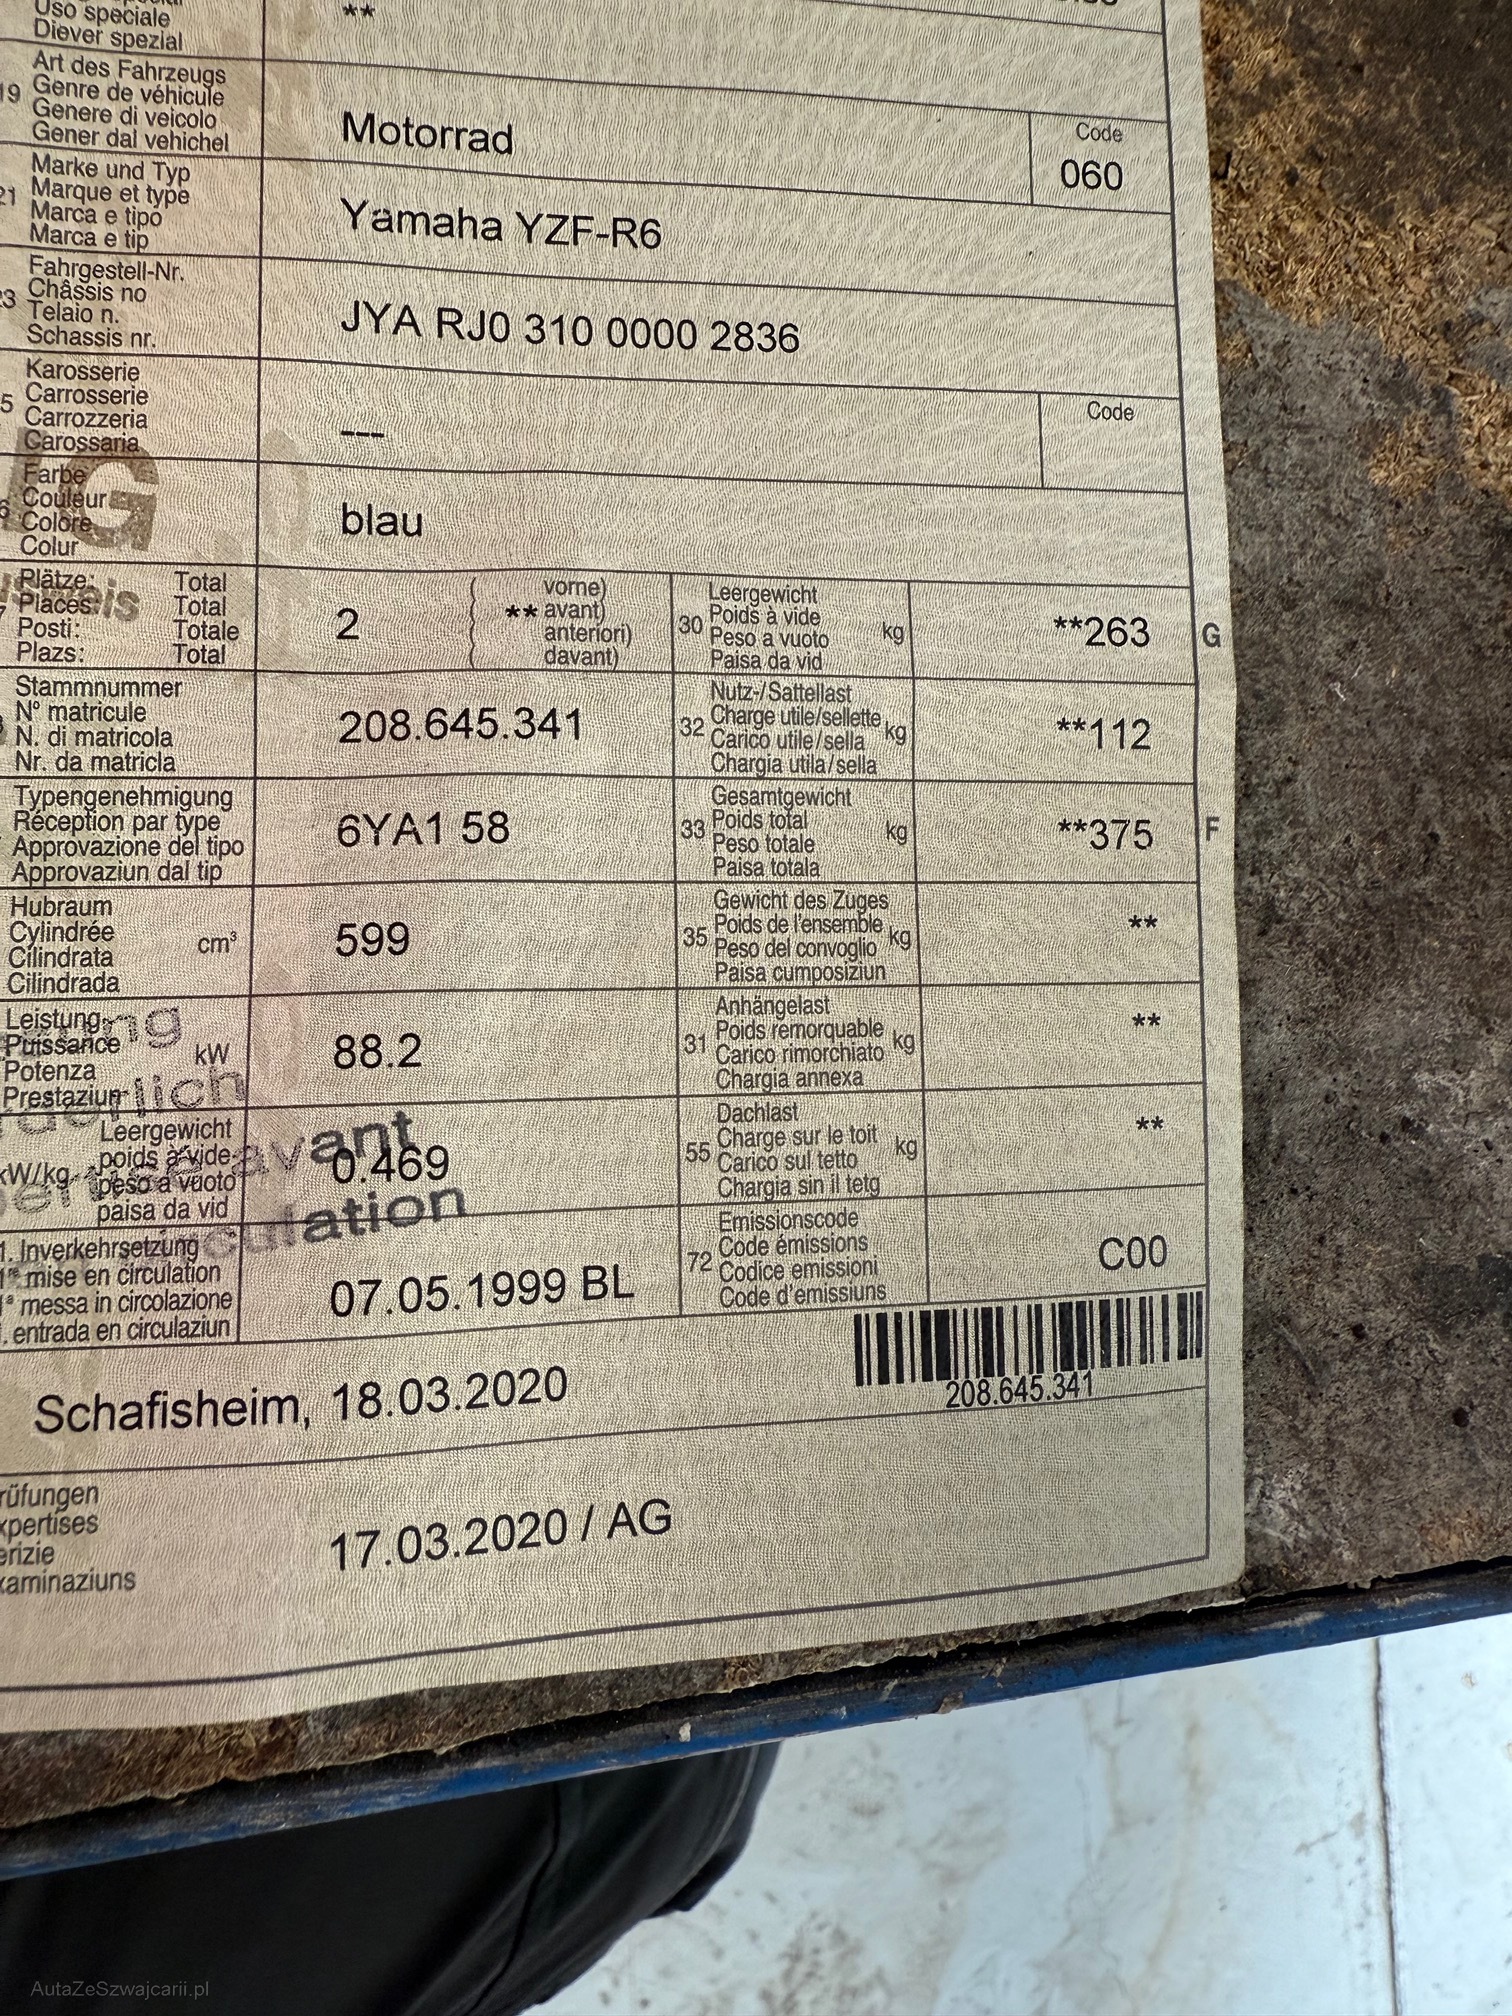 Uso speciale
Diever spezial
**
19
Art des Fahrzeugs
Genre de véhicule
Genere di veicolo
Gener dal vehichel
Motorrad
Code
060
21
Marke und Typ
Marque et type
Marca e tipo
Marca e tip
Yamaha YZF-R6
23
Fahrgestell-Nr.
Châssis no
Telaio n.
Schassis nr.
JYA RJ0 310 0000 2836
5
Karosserie
Carrosserie
Carrozzeria
Carossaria
---
Code
6
Farbe
Couleur
Colore
Colur
blau
Plätze: Total
Places: Total
Posti: Totale
Plazs: Total
2
**
vorne)
avant)
anteriori)
davant)
30
Leergewicht
Poids à vide
Peso a vuoto
Paisa da vid
kg
**263
G
Stammnummer
N° matricule
N. di matricola
Nr. da matricla
208.645.341
32
Nutz-/Sattellast
Charge utile/sellette
Carico utile/sella
Chargia utila/sella
kg
**112
Typengenehmigung
Réception par type
Approvazione del tipo
Approvaziun dal tip
6YA1 58
33
Gesamtgewicht
Poids total
Peso totale
Paisa totala
kg
**375
F
Hubraum
Cylindrée
Cilindrata
Cilindrada
cm³
599
35
Gewicht des Zuges
Poids de l'ensemble
Peso del convoglio
Paisa cumposiziun
kg
**
Leistung
Puissance
Potenza
Prestaziun
kW
88.2
31
Anhängelast
Poids remorquable
Carico rimorchiato
Chargia annexa
kg
**
kW/kg
Leergewicht
poids à vide
peso a vuoto
paisa da vid
0.469
avant
55
Dachlast
Charge sur le toit
Carico sul tetto
Chargia sin il tetg
kg
**
1. Inverkehrsetzung
1re mise en circulation
1a messa in circolazione
. entrada en circulaziun
07.05.1999 BL
72
Emissionscode
Code émissions
Codice emissioni
Code d'emissiuns
C00
208.645.341
Schafisheim, 18.03.2020
rüfungen
xpertises
erizie
xaminaziuns
17.03.2020 / AG
AutaZeSzwajcarii.pl